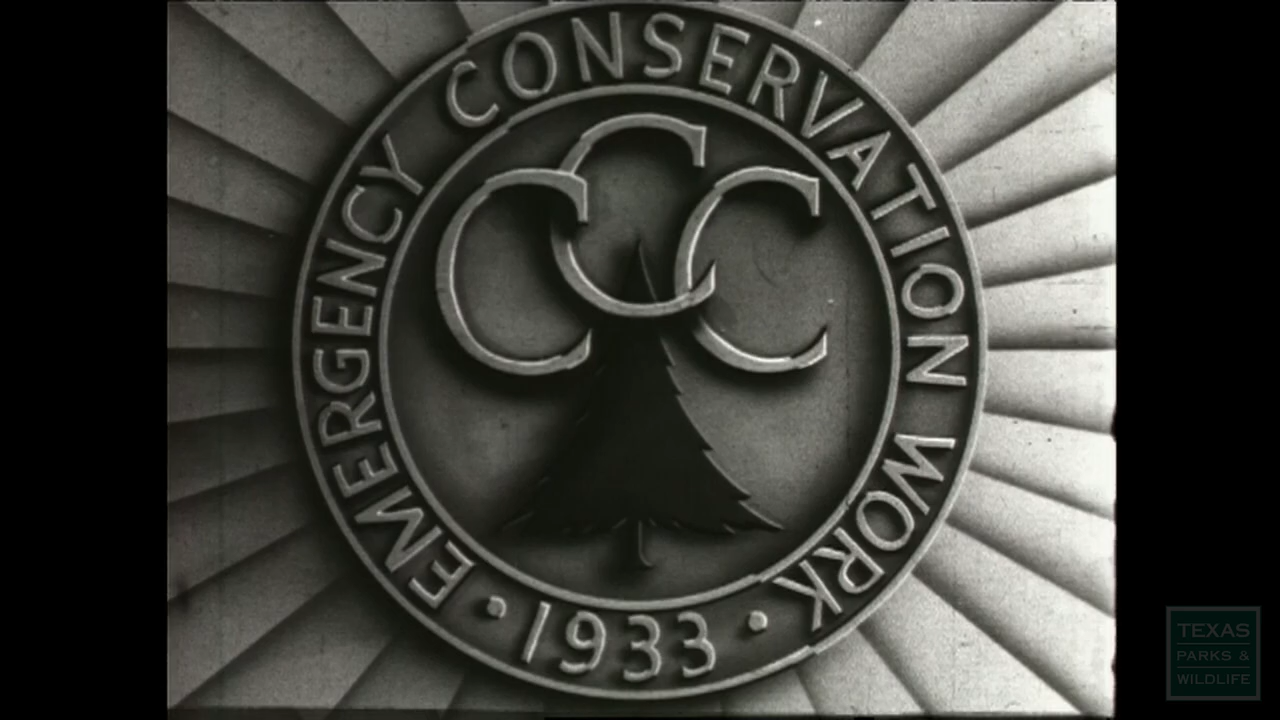 EMERGENCY CONSERVATION WORK
CCC
• 1933 •
TEXAS
PARKS &
WILDLIFE